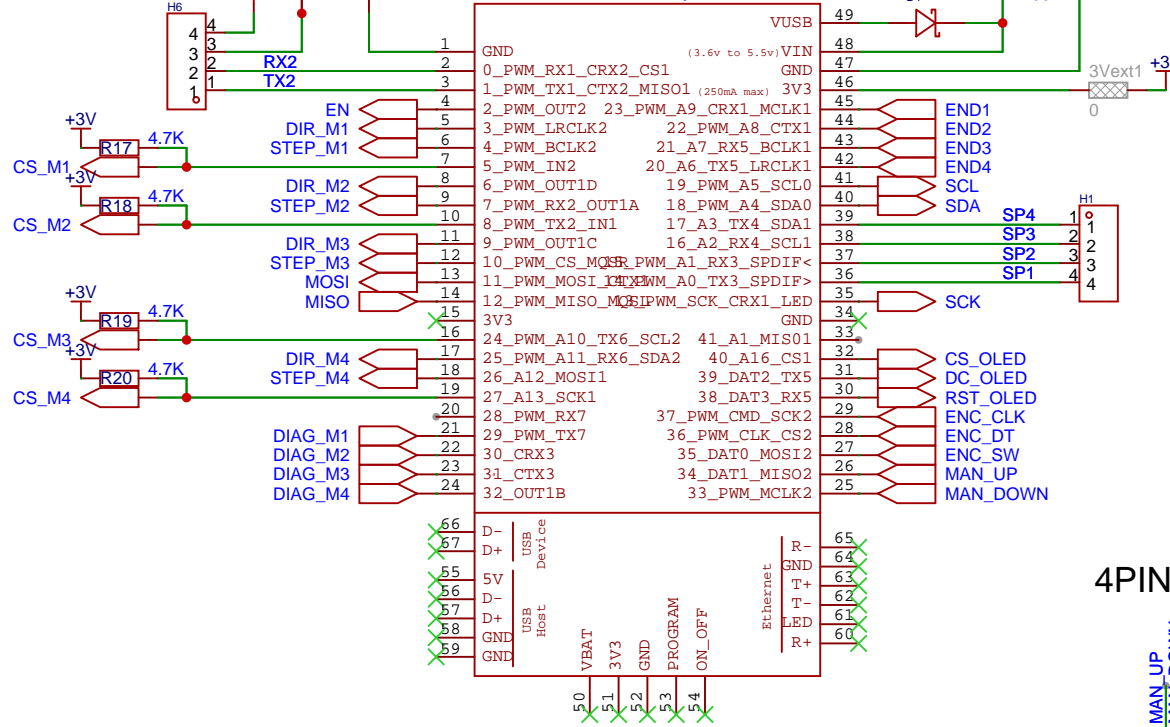 H6
4
3
2
1
4
3
2
1
RX2
TX2
1 GND
2 0_PWM_RX1_CRX2_CS1
3 1_PWM_TX1_CTX2_MISO1
4 2_PWM_OUT2
5 3_PWM_LRCLK2
6 4_PWM_BCLK2
7 5_PWM_IN2
8 6_PWM_OUT1D
9 7_PWM_RX2_OUT1A
10 8_PWM_TX2_IN1
11 9_PWM_OUT1C
12 10_PWM_CS_MQSR
13 11_PWM_MOSI_CTX1
14 12_PWM_MISO_MQSL
15 3V3
16 24_PWM_A10_TX6_SCL2
17 25_PWM_A11_RX6_SDA2
18 26_A12_MOSI1
19 27_A13_SCK1
20 28_PWM_RX7
21 29_PWM_TX7
22 30_CRX3
23 31_CTX3
24 32_OUT1B
EN
DIR_M1
STEP_M1
DIR_M2
STEP_M2
DIR_M3
STEP_M3
MOSI
MISO
DIR_M4
STEP_M4
DIAG_M1
DIAG_M2
DIAG_M3
DIAG_M4
+3V
R17 4.7K
CS_M1
+3V
R18 4.7K
CS_M2
+3V
R19 4.7K
CS_M3
+3V
R20 4.7K
CS_M4
VUSB 49
(3.6v to 5.5v) VIN 48
GND 47
(250mA max) 3V3 46
23_PWM_A9_CRX1_MCLK1 45
22_PWM_A8_CTX1 44
21_A7_RX5_BCLK1 43
20_A6_TX5_LRCLK1 42
19_PWM_A5_SCL0 41
18_PWM_A4_SDA0 40
17_A3_TX4_SDA1 39
16_A2_RX4_SCL1 38
15_PWM_A1_RX3_SPDIF< 37
14_PWM_A0_TX3_SPDIF> 36
13_PWM_SCK_CRX1_LED 35
GND 34
41_A1_MISO1 33
40_A16_CS1 32
39_DAT2_TX5 31
38_DAT3_RX5 30
37_PWM_CMD_SCK2 29
36_PWM_CLK_CS2 28
35_DAT0_MOSI2 27
34_DAT1_MISO2 26
33_PWM_MCLK2 25
3Vext1
0
+3
END1
END2
END3
END4
SCL
SDA
SP4
SP3
SP2
SP1
H1
1
2
3
4
1
2
3
4
SCK
CS_OLED
DC_OLED
RST_OLED
ENC_CLK
ENC_DT
ENC_SW
MAN_UP
MAN_DOWN
66 D-
67 D+
USB
Device
55 5V
56 D-
57 D+
58 GND
59 GND
USB
Host
50 VBAT
51 3V3
52 GND
53 PROGRAM
54 ON_OFF
Ethernet
R- 65
GND 64
T+ 63
T- 62
LED 61
R+ 60
4PIN
MAN_UP